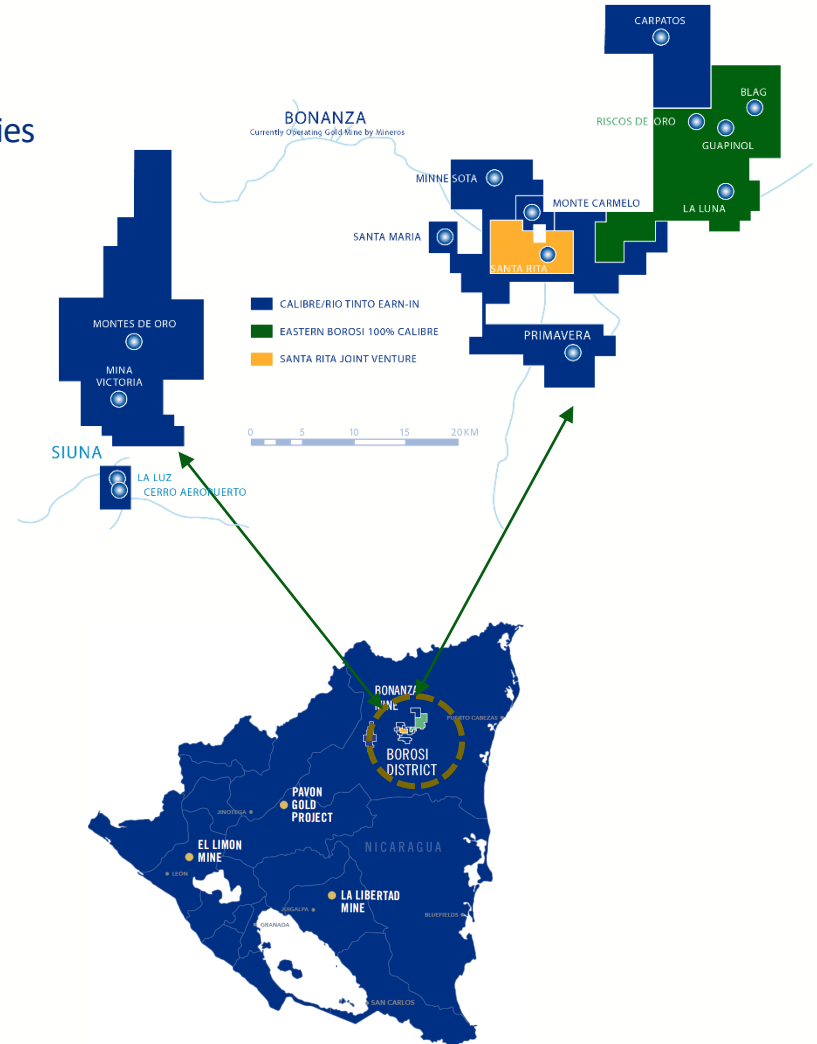 ies
CARPATOS
BLAG
RISCOS DE ORO
GUAPINOL
BONANZA
Currently Operating Gold Mine by Mineros
MINNESOTA
MONTE CARMELO
LA LUNA
SANTA MARIA
SANTA RITA
CALIBRE/RIO TINTO EARN-IN
EASTERN BOROSI 100% CALIBRE
SANTA RITA JOINT VENTURE
MONTES DE ORO
PRIMAVERA
MINA
VICTORIA
0 5 10 15 20 KM
SIUNA
LA LUZ
CERRO AEROPUERTO
BONANZA
MINE
PUERTO CABEZAS
BOROSI
DISTRICT
PAVON
GOLD
PROJECT
JINOTEGA
EL LIMON
MINE
NICARAGUA
LEÓN
LA LIBERTAD
MINE
JUIGALPA
BLUEFIELDS
GRANADA
SAN CARLOS